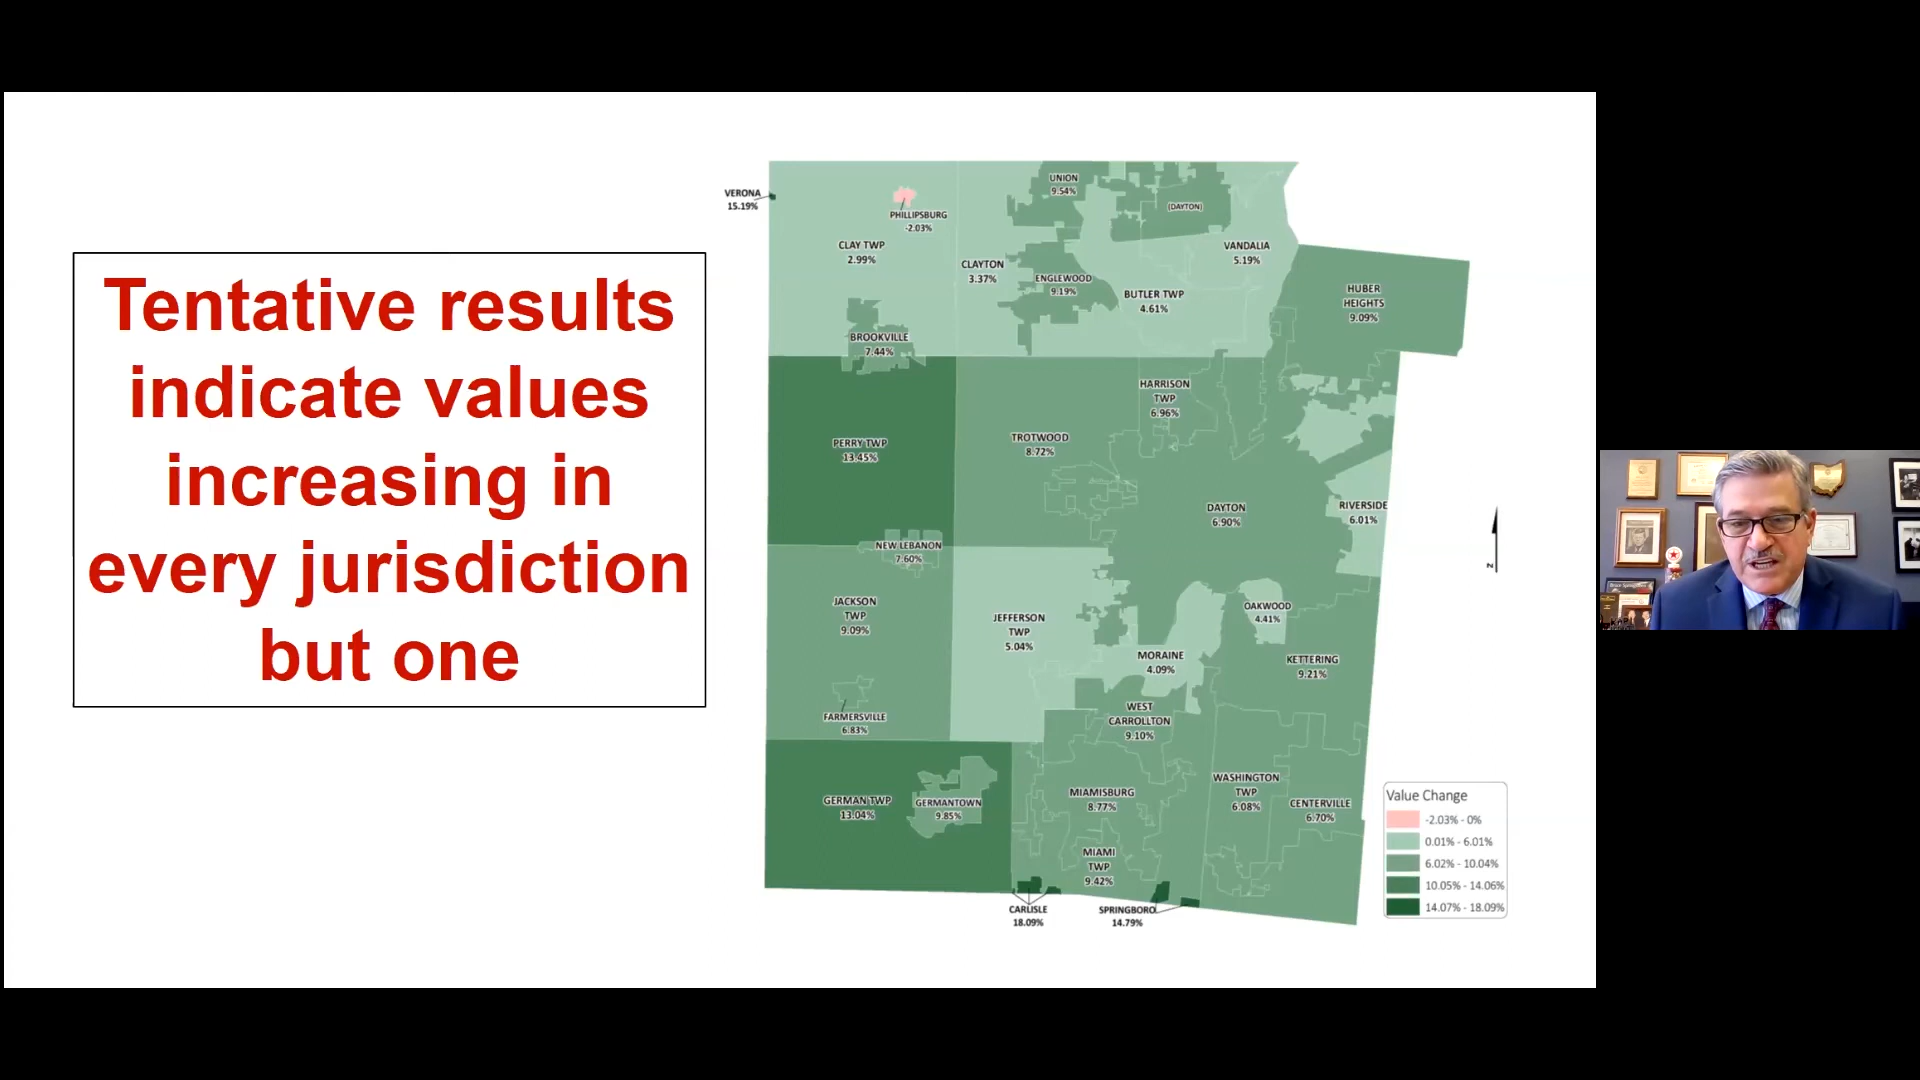 Tentative results
indicate values
increasing in
every jurisdiction
but one
VERONA
15.19%
PHILLIPSBURG
-2.03%
CLAY TWP
2.99%
CLAYTON
3.37%
UNION
9.54%
(DAYTON)
ENGLEWOOD
9.19%
BUTLER TWP
4.61%
VANDALIA
5.19%
HUBER
HEIGHTS
9.09%
BROOKVILLE
7.44%
PERRY TWP
13.45%
TROTWOOD
8.72%
HARRISON
TWP
6.96%
DAYTON
6.90%
RIVERSIDE
6.01%
NEW LEBANON
7.60%
JACKSON
TWP
9.09%
JEFFERSON
TWP
5.04%
OAKWOOD
4.41%
MORAINE
4.09%
KETTERING
9.21%
FARMERSVILLE
6.83%
WEST
CARROLLTON
9.10%
GERMAN TWP
13.04%
GERMANTOWN
9.85%
MIAMISBURG
8.77%
WASHINGTON
TWP
6.08%
CENTERVILLE
6.70%
MIAMI
TWP
9.42%
CARLISLE
18.09%
SPRINGBORO
14.79%
N
Value Change
-2.03% - 0%
0.01% - 6.01%
6.02% - 10.04%
10.05% - 14.06%
14.07% - 18.09%